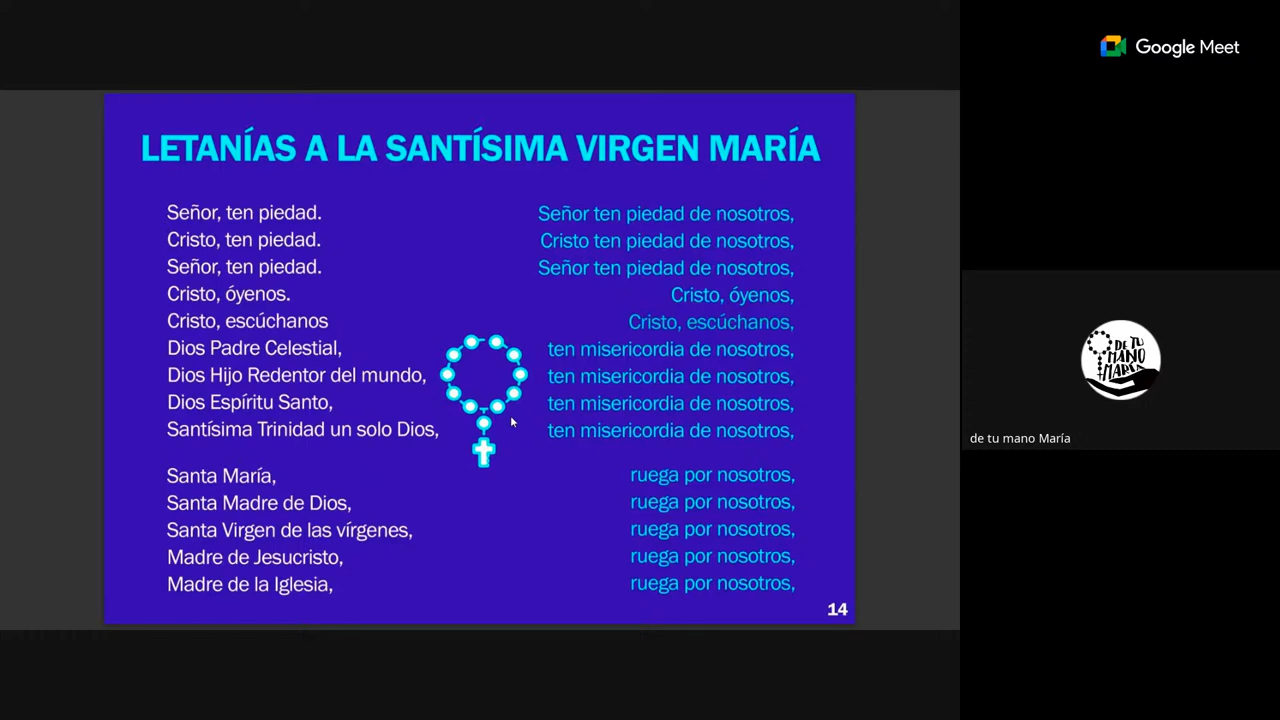 Google Meet
LETANÍAS A LA SANTÍSIMA VIRGEN MARÍA
Señor, ten piedad. Señor ten piedad de nosotros,
Cristo, ten piedad. Cristo ten piedad de nosotros,
Señor, ten piedad. Señor ten piedad de nosotros,
Cristo, óyenos. Cristo, óyenos,
Cristo, escúchanos Cristo, escúchanos,
Dios Padre Celestial, ten misericordia de nosotros,
Dios Hijo Redentor del mundo, ten misericordia de nosotros,
Dios Espíritu Santo, ten misericordia de nosotros,
Santísima Trinidad un solo Dios, ten misericordia de nosotros,
Santa María, ruega por nosotros,
Santa Madre de Dios, ruega por nosotros,
Santa Virgen de las vírgenes, ruega por nosotros,
Madre de Jesucristo, ruega por nosotros,
Madre de la Iglesia, ruega por nosotros,
14
DE TU
MANO
MARÍA
de tu mano María